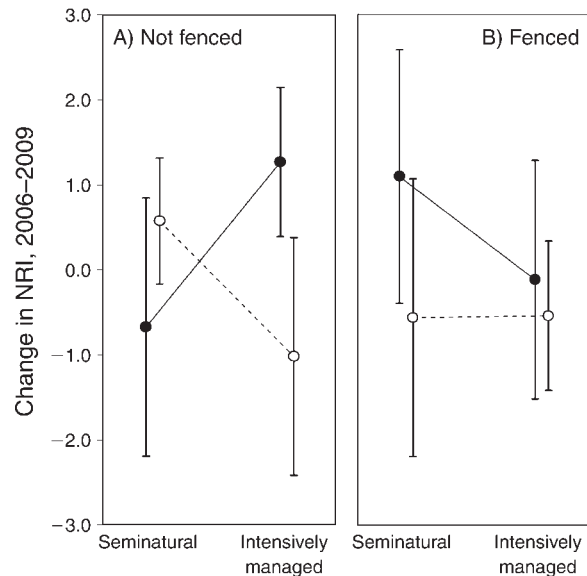 A) Not fenced
B) Fenced
Change in NRI, 2006–2009
3.0
2.0
1.0
0.0
−1.0
−2.0
−3.0
Seminatural
Intensively
managed
Seminatural
Intensively
managed